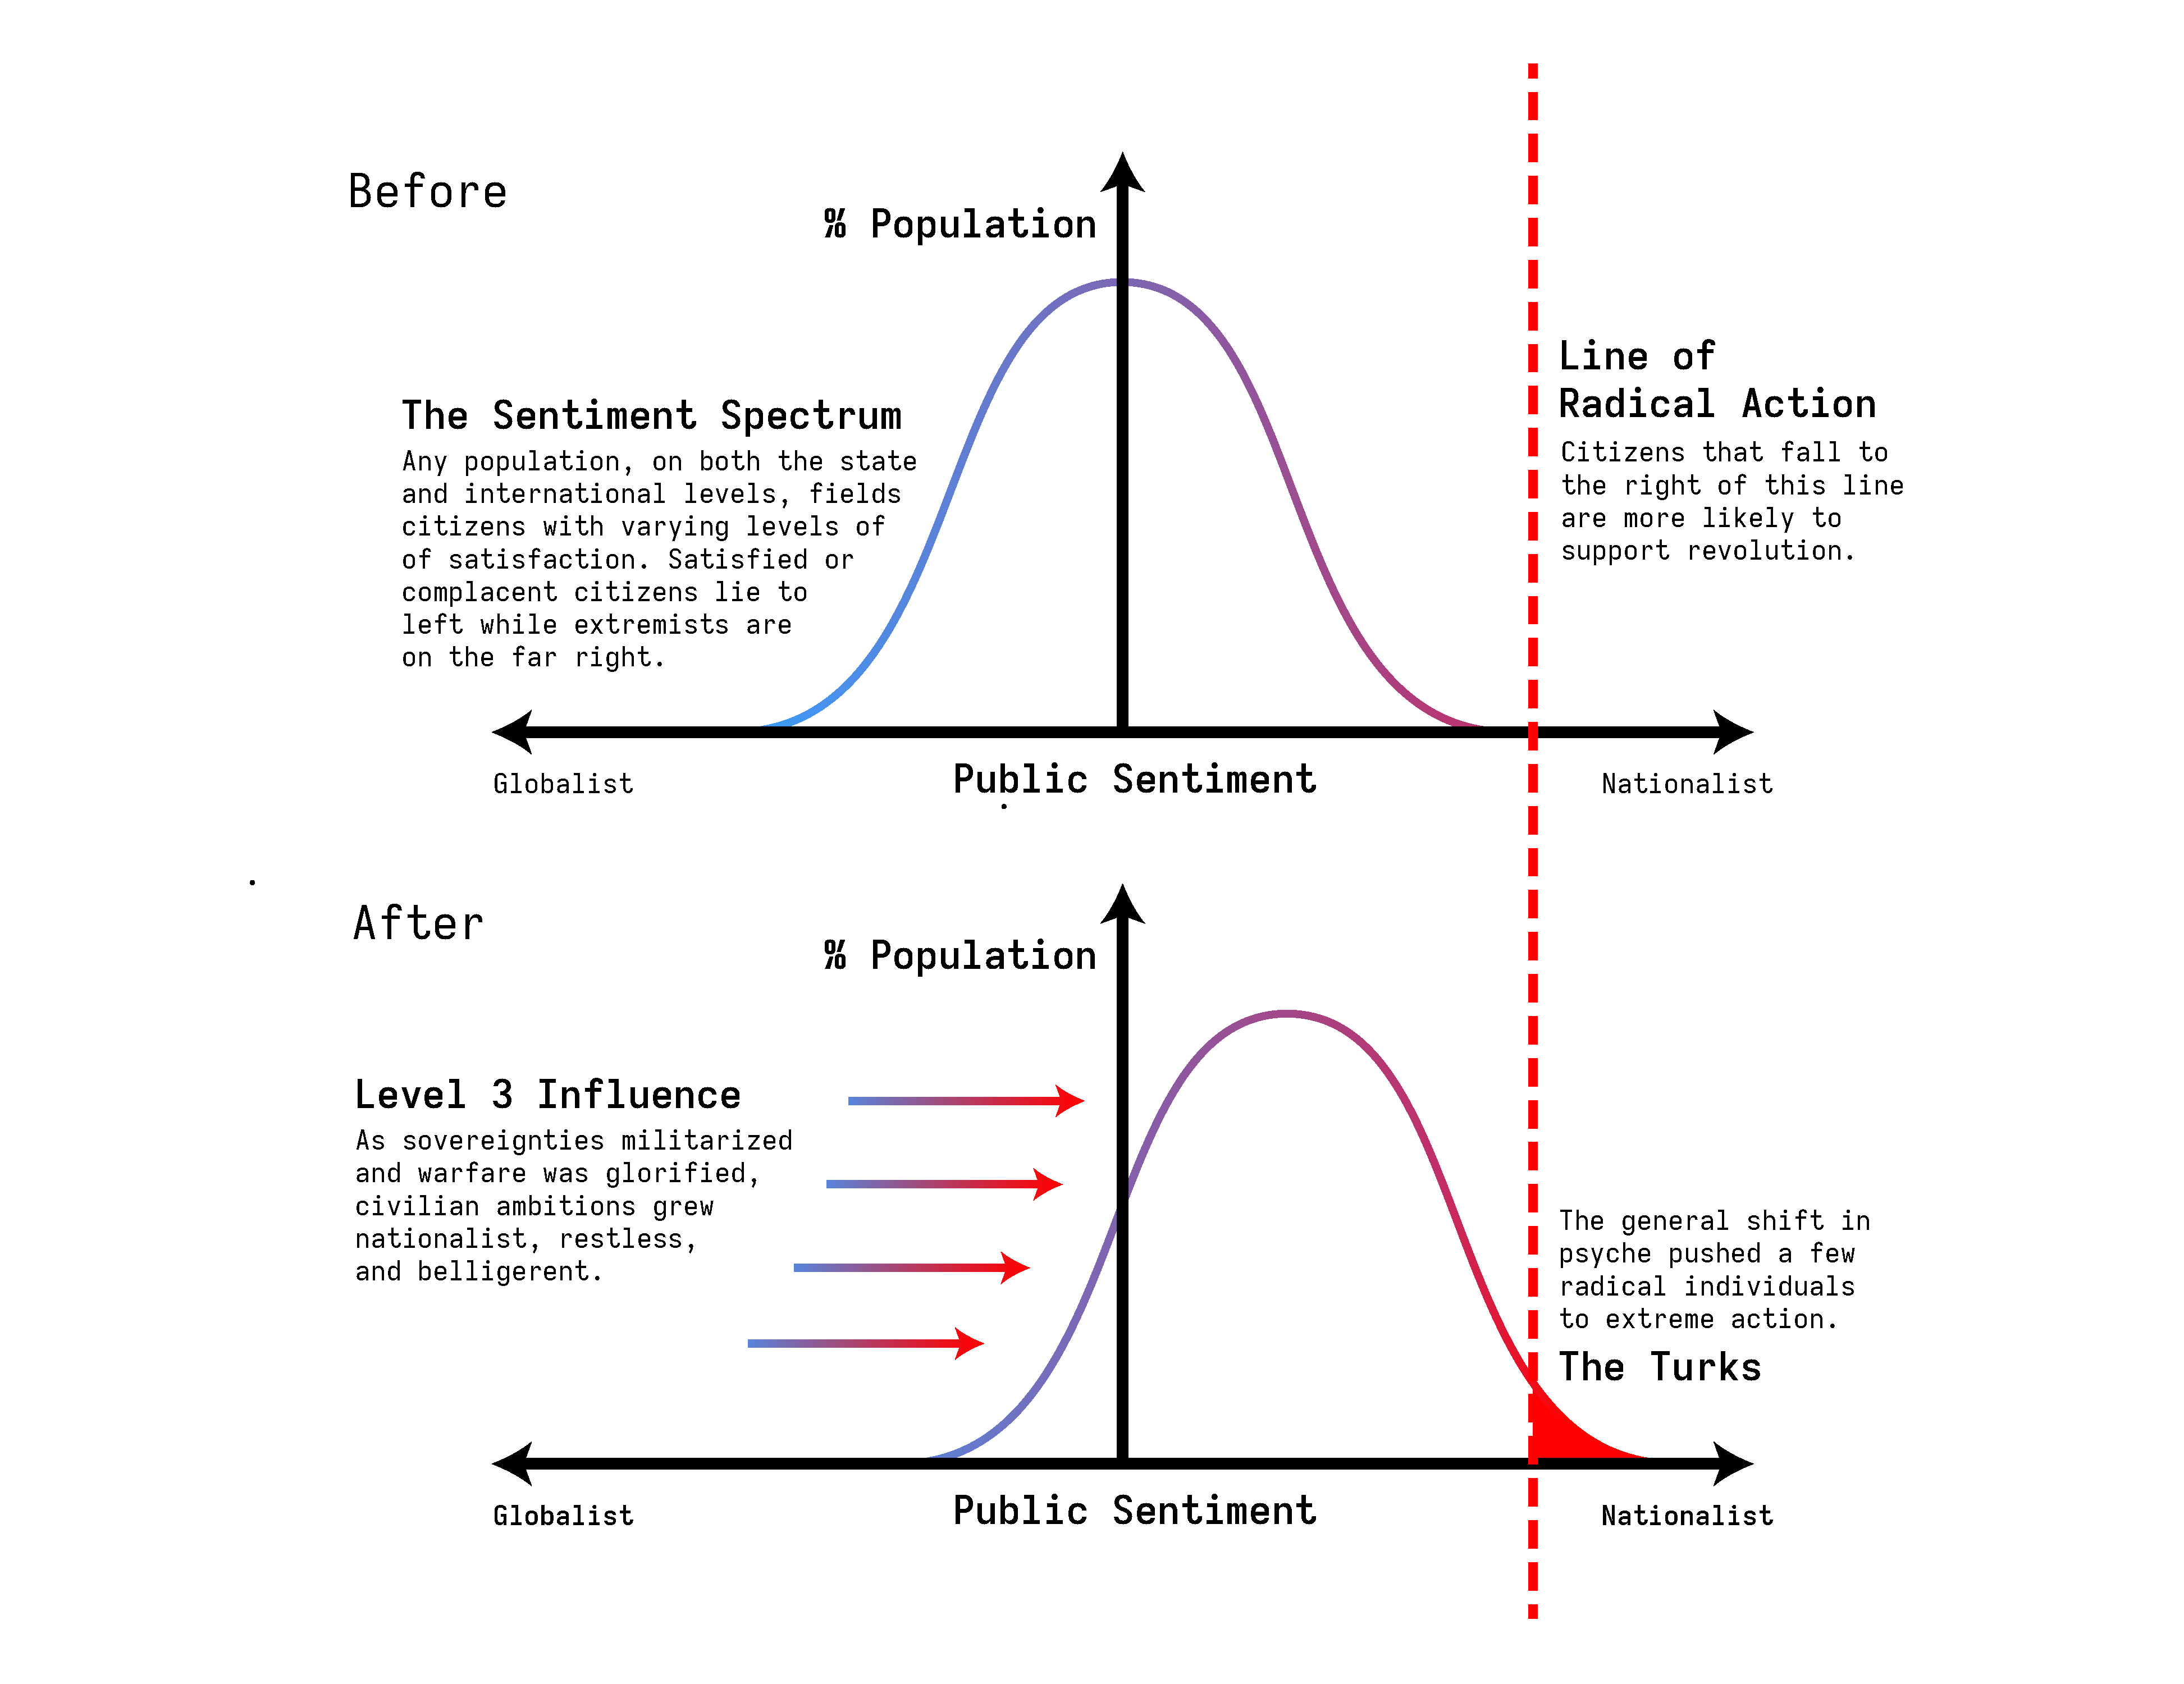 Before
% Population
Line of
Radical Action
Citizens that fall to
the right of this line
are more likely to
support revolution.
The Sentiment Spectrum
Any population, on both the state
and international levels, fields
citizens with varying levels of
of satisfaction. Satisfied or
complacent citizens lie to
left while extremists are
on the far right.
Globalist
Public Sentiment
Nationalist
After
% Population
Level 3 Influence
As sovereignties militarized
and warfare was glorified,
civilian ambitions grew
nationalist, restless,
and belligerent.
The general shift in
psyche pushed a few
radical individuals
to extreme action.
The Turks
Globalist
Public Sentiment
Nationalist